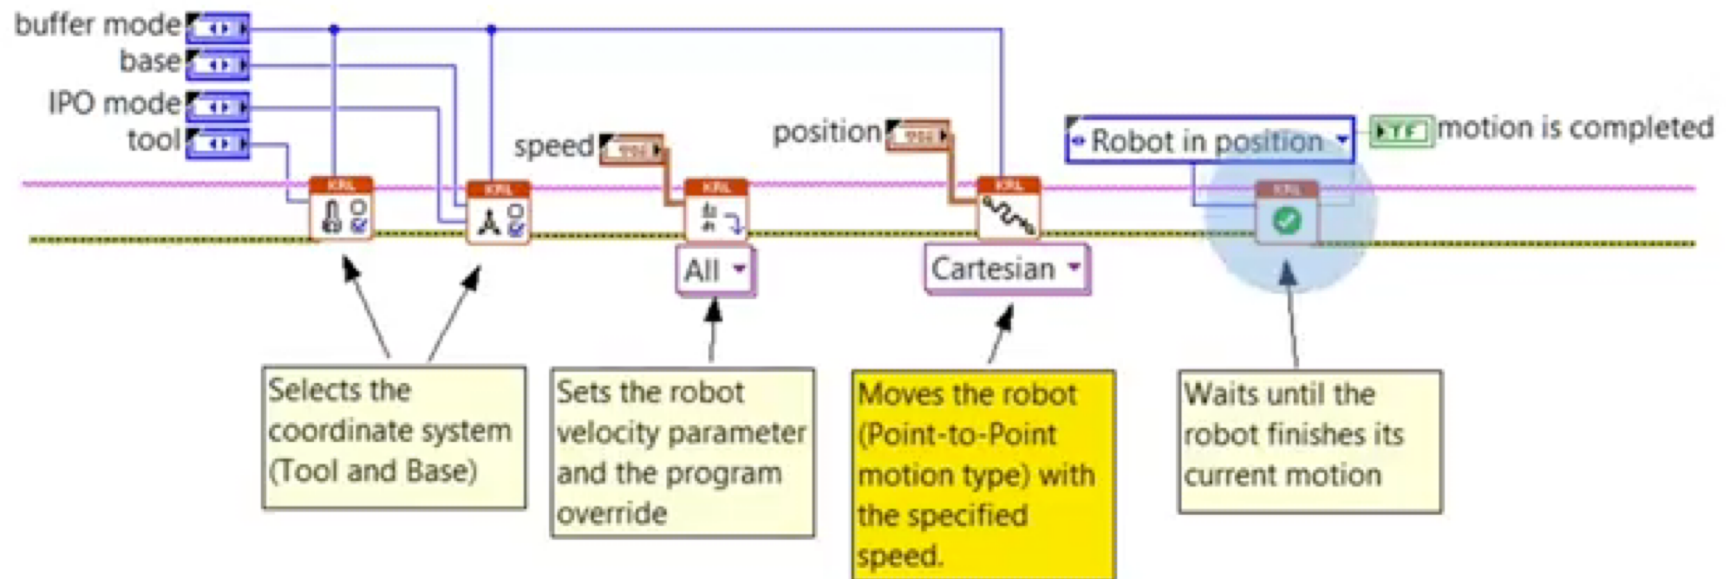 buffer mode
base
IPO mode
tool
speed
position
Robot in position
TF
motion is completed
KRL
KRL
KRL
KRL
KRL
All
Cartesian
Selects the
coordinate system
(Tool and Base)
Sets the robot
velocity parameter
and the program
override
Moves the robot
(Point-to-Point
motion type) with
the specified
speed.
Waits until the
robot finishes its
current motion